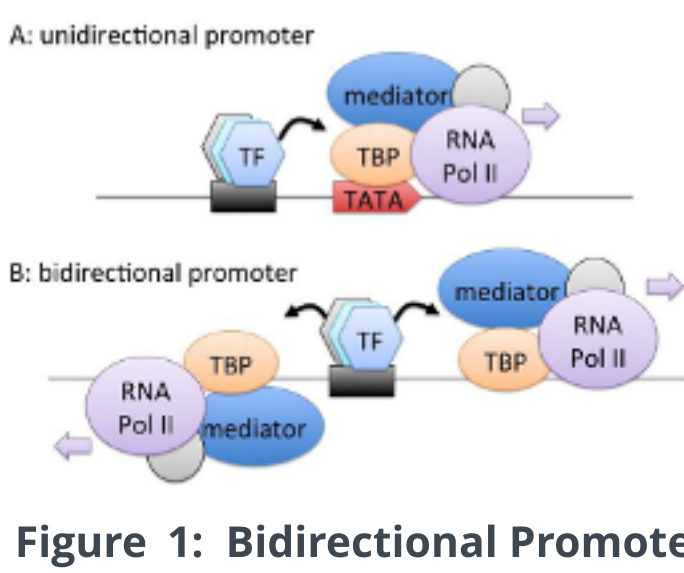 A: unidirectional promoter
mediator
TF
TBP
RNA
Pol II
TATA
B: bidirectional promoter
mediator
TF
RNA
Pol II
TBP
TBP
RNA
Pol II
mediator
Figure 1: Bidirectional Promote